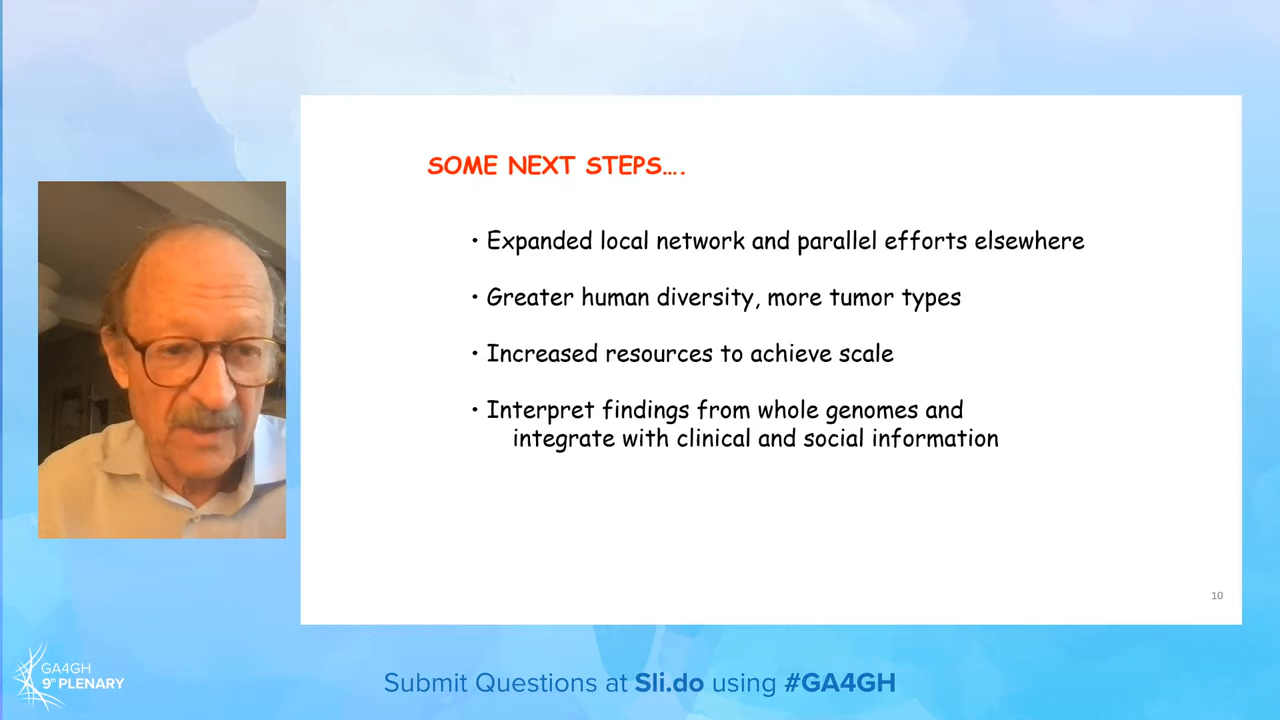 SOME NEXT STEPS….
• Expanded local network and parallel efforts elsewhere
• Greater human diversity, more tumor types
• Increased resources to achieve scale
• Interpret findings from whole genomes and
integrate with clinical and social information
10
GA4GH
9th PLENARY
Submit Questions at Sli.do using #GA4GH